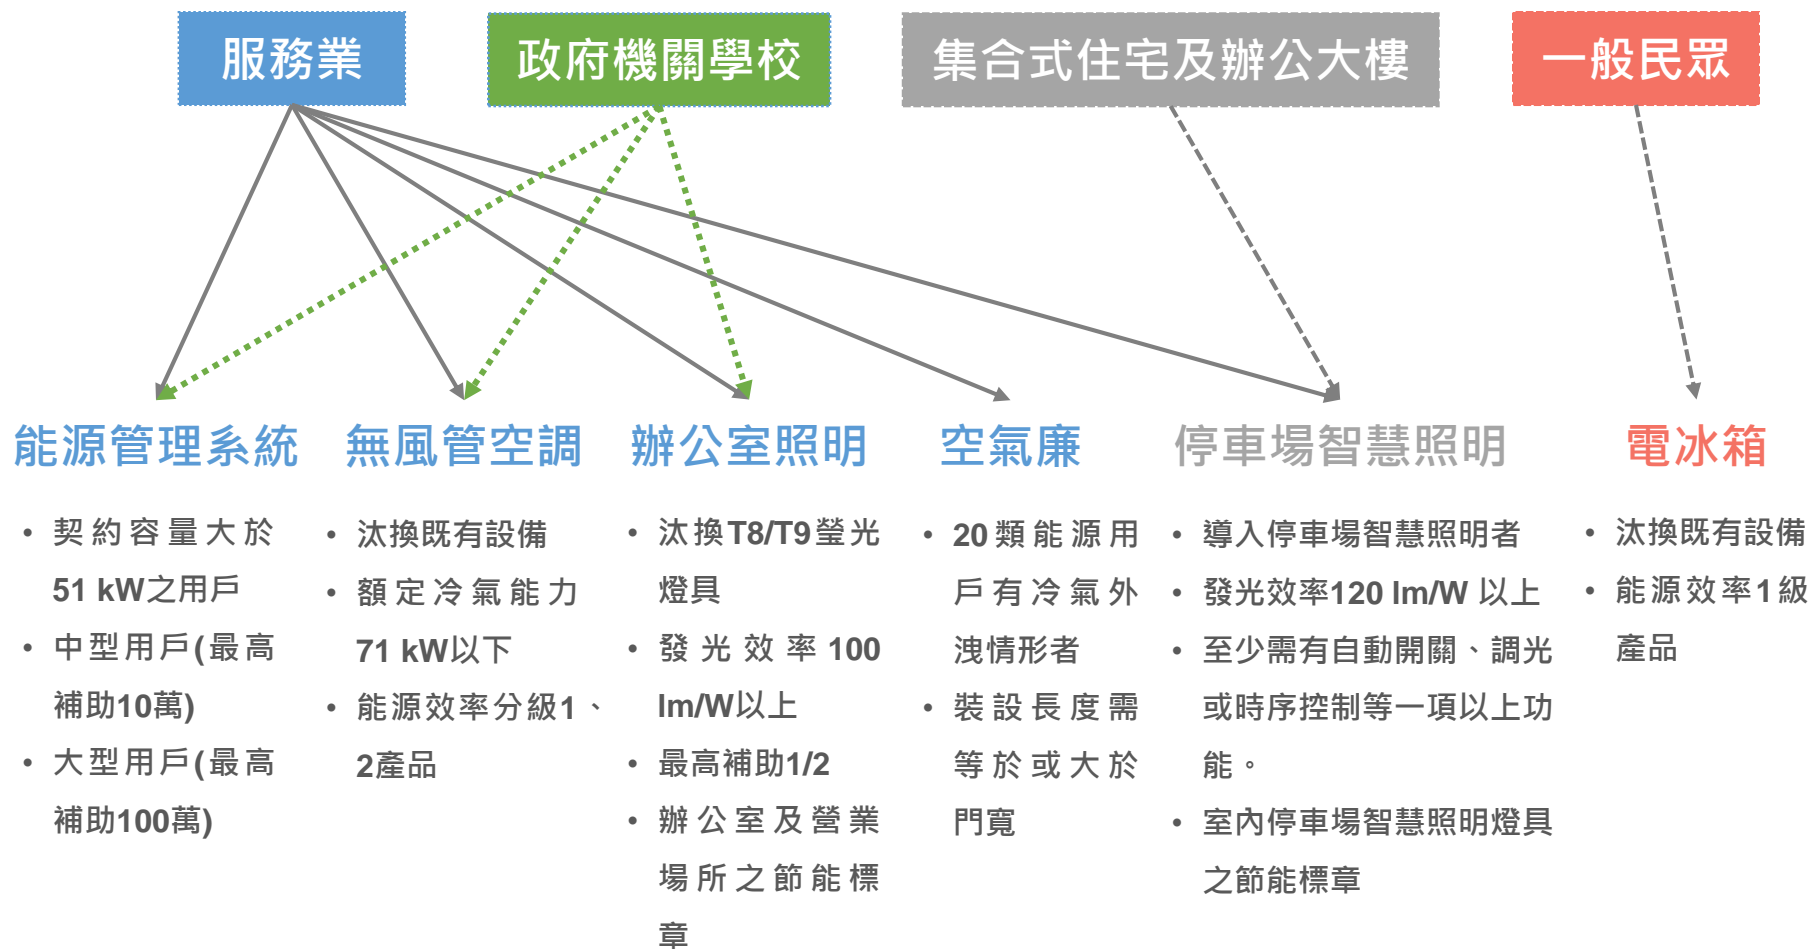 服務業
政府機關學校
集合式住宅及辦公大樓
一般民眾
能源管理系統
• 契約容量大於
51 kW之用戶
• 中型用戶(最高
補助10萬)
• 大型用戶(最高
補助100萬)
無風管空調
• 汰換既有設備
• 額定冷氣能力
71 kW以下
• 能源效率分級1、
2產品
辦公室照明
• 汰換T8/T9螢光
燈具
• 發光效率100
lm/W以上
• 最高補助1/2
• 辦公室及營業
場所之節能標
章
空氣廉
• 20類能源用
戶有冷氣外
洩情形者
• 裝設長度需
等於或大於
門寬
停車場智慧照明
• 導入停車場智慧照明者
• 發光效率120 lm/W 以上
• 至少需有自動開關、調光
或時序控制等一項以上功
能。
• 室內停車場智慧照明燈具
之節能標章
電冰箱
• 汰換既有設備
• 能源效率1級
產品